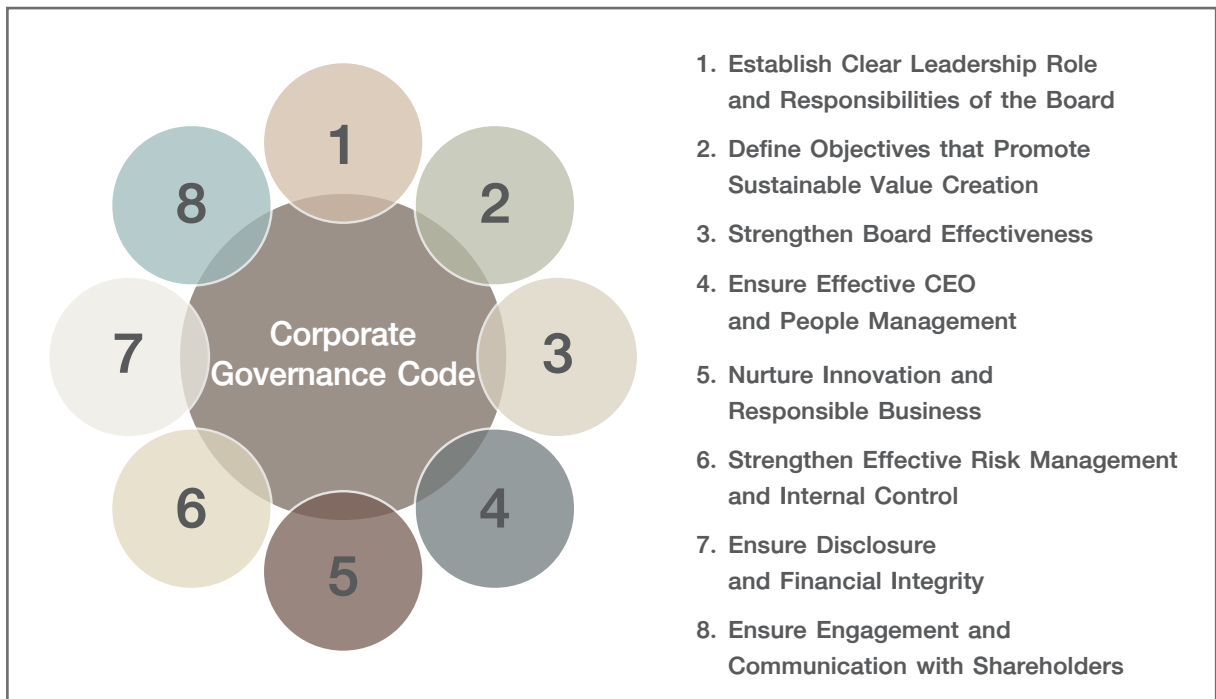 1
2
3
4
5
6
7
8
Corporate
Governance Code
1. Establish Clear Leadership Role
and Responsibilities of the Board
2. Define Objectives that Promote
Sustainable Value Creation
3. Strengthen Board Effectiveness
4. Ensure Effective CEO
and People Management
5. Nurture Innovation and
Responsible Business
6. Strengthen Effective Risk Management
and Internal Control
7. Ensure Disclosure
and Financial Integrity
8. Ensure Engagement and
Communication with Shareholders